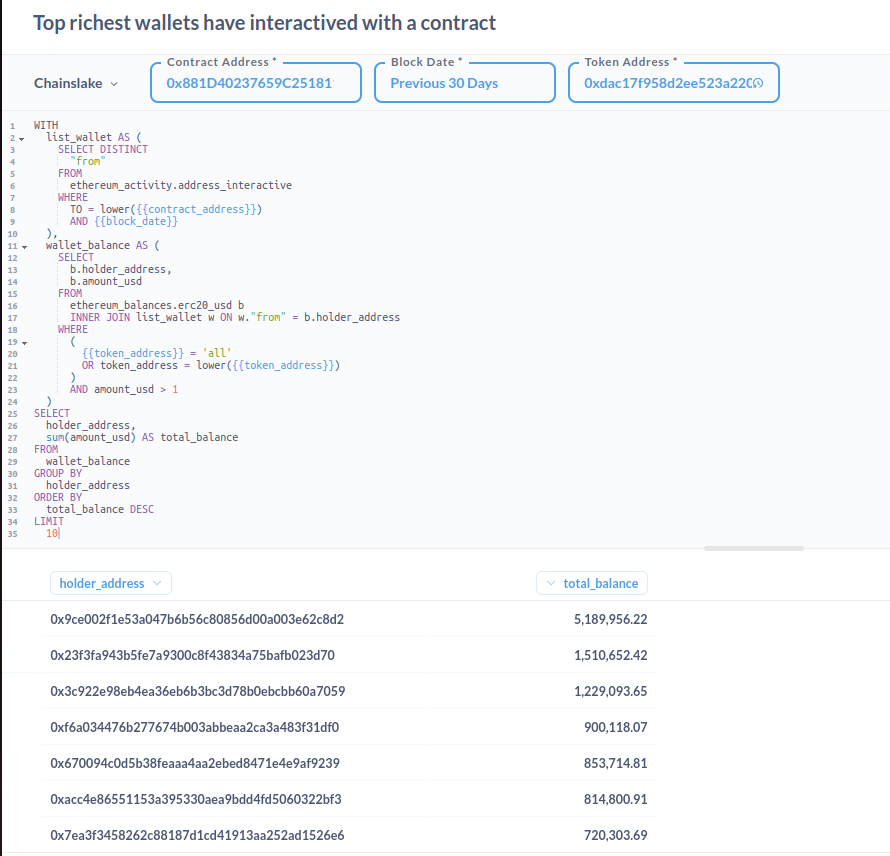 Top richest wallets have interactived with a contract
Chainslake
Contract Address *
0x881D40237659C25181
Block Date *
Previous 30 Days
Token Address *
0xdac17f958d2ee523a220
1 WITH
2 list_wallet AS (
3 SELECT DISTINCT
4 "from"
5 FROM
6 ethereum_activity.address_interactive
7 WHERE
8 TO = lower({{contract_address}})
9 AND {{block_date}}
10 ),
11 wallet_balance AS (
12 SELECT
13 b.holder_address,
14 b.amount_usd
15 FROM
16 ethereum_balances.erc20_usd b
17 INNER JOIN list_wallet w ON w."from" = b.holder_address
18 WHERE
19 (
20 {{token_address}} = 'all'
21 OR token_address = lower({{token_address}})
22 )
23 AND amount_usd > 1
24 )
25 SELECT
26 holder_address,
27 sum(amount_usd) AS total_balance
28 FROM
29 wallet_balance
30 GROUP BY
31 holder_address
32 ORDER BY
33 total_balance DESC
34 LIMIT
35 10
holder_address total_balance
0x9ce002f1e53a047b6b56c80856d00a003e62c8d2 5,189,956.22
0x23f3fa943b5fe7a9300c8f43834a75bafb023d70 1,510,652.42
0x3c922e98eb4ea36eb6b3bc3d78b0ebcbb60a7059 1,229,093.65
0xf6a034476b277674b003abbeaa2ca3a483f31df0 900,118.07
0x670094c0d5b38feaaa4aa2ebed8471e4e9af9239 853,714.81
0xacc4e86551153a395330aea9bdd4fd5060322bf3 814,800.91
0x7ea3f3458262c88187d1cd41913aa252ad1526e6 720,303.69